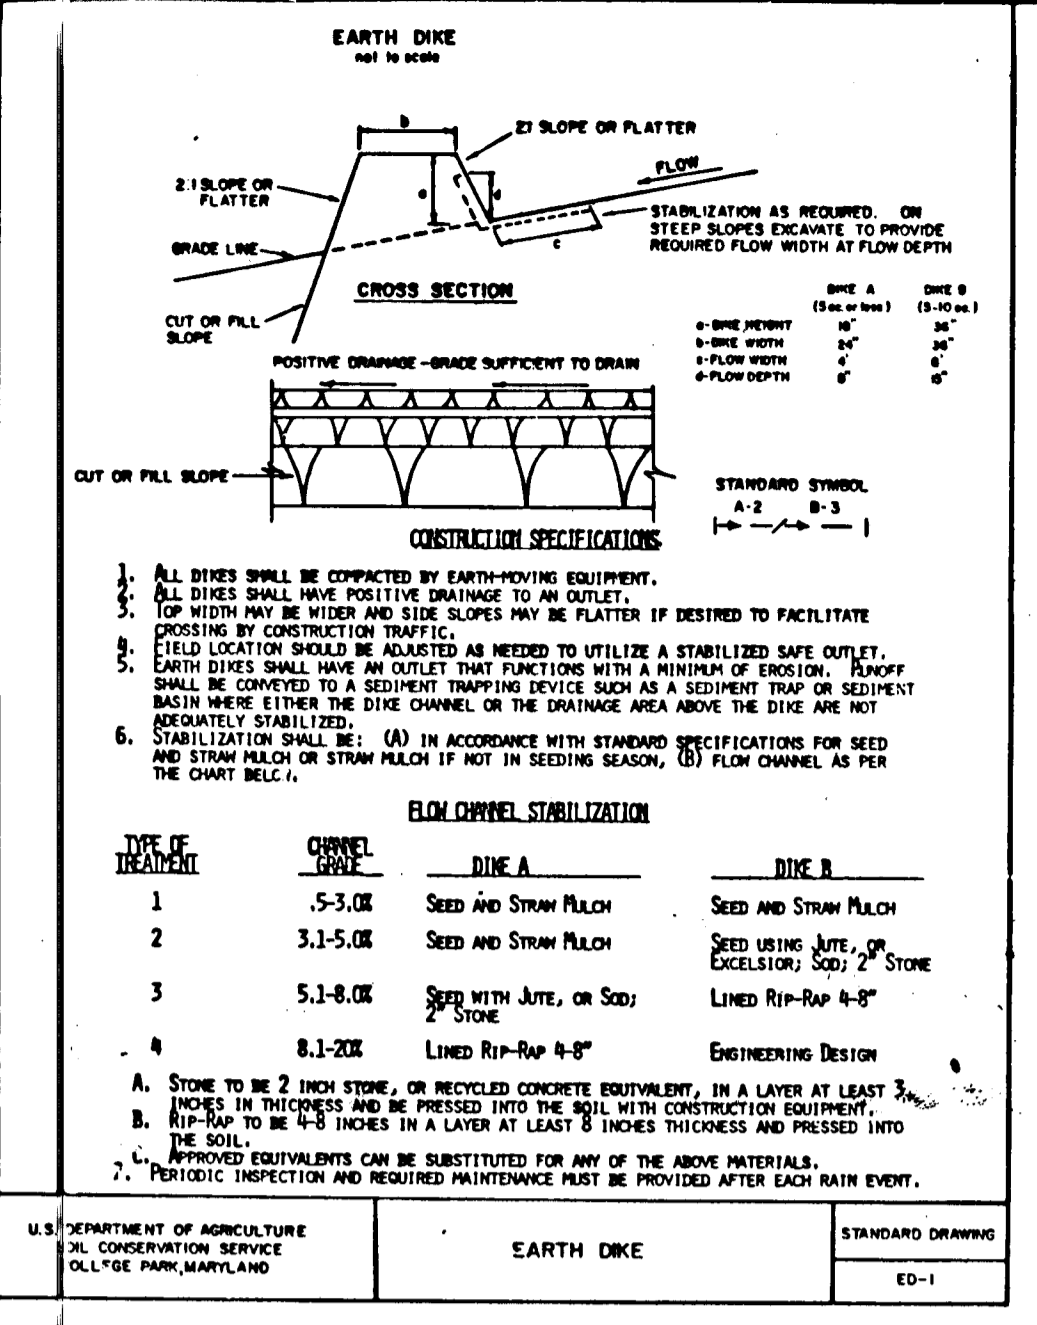 EARTH DIKE
not to scale
b
2:1 SLOPE OR FLATTER
FLOW
2:1 SLOPE OR
FLATTER
a
d
STABILIZATION AS REQUIRED. ON
STEEP SLOPES EXCAVATE TO PROVIDE
REQUIRED FLOW WIDTH AT FLOW DEPTH
c
GRADE LINE
CROSS SECTION
CUT OR FILL
SLOPE
DIKE A DIKE B
(5 ac. or less) (5-10 ac.)
a-DIKE HEIGHT 18" 36"
b-DIKE WIDTH 24" 36"
c-FLOW WIDTH 4' 6'
d-FLOW DEPTH 8" 15"
POSITIVE DRAINAGE - GRADE SUFFICIENT TO DRAIN
CUT OR FILL SLOPE
STANDARD SYMBOL
A-2 B-3
CONSTRUCTION SPECIFICATIONS
1. ALL DIKES SHALL BE COMPACTED BY EARTH-MOVING EQUIPMENT.
2. ALL DIKES SHALL HAVE POSITIVE DRAINAGE TO AN OUTLET.
3. TOP WIDTH MAY BE WIDER AND SIDE SLOPES MAY BE FLATTER IF DESIRED TO FACILITATE
CROSSING BY CONSTRUCTION TRAFFIC.
4. FIELD LOCATION SHOULD BE ADJUSTED AS NEEDED TO UTILIZE A STABILIZED SAFE OUTLET.
5. EARTH DIKES SHALL HAVE AN OUTLET THAT FUNCTIONS WITH A MINIMUM OF EROSION. RUNOFF
SHALL BE CONVEYED TO A SEDIMENT TRAPPING DEVICE SUCH AS A SEDIMENT TRAP OR SEDIMENT
BASIN WHERE EITHER THE DIKE CHANNEL OR THE DRAINAGE AREA ABOVE THE DIKE ARE NOT
ADEQUATELY STABILIZED.
6. STABILIZATION SHALL BE: (A) IN ACCORDANCE WITH STANDARD SPECIFICATIONS FOR SEED
AND STRAW MULCH OR STRAW MULCH IF NOT IN SEEDING SEASON, (B) FLOW CHANNEL AS PER
THE CHART BELOW.
FLOW CHANNEL STABILIZATION
TYPE OF TREATMENT CHANNEL GRADE DIKE A DIKE B
1 .5-3.0% SEED AND STRAW MULCH SEED AND STRAW MULCH
2 3.1-5.0% SEED AND STRAW MULCH SEED USING JUTE, OR
EXCELSIOR; SOD; 2" STONE
3 5.1-8.0% SEED WITH JUTE, OR SOD; LINED RIP-RAP 4-8"
2" STONE
4 8.1-20% LINED RIP-RAP 4-8" ENGINEERING DESIGN
A. STONE TO BE 2 INCH STONE, OR RECYCLED CONCRETE EQUIVALENT, IN A LAYER AT LEAST 3
INCHES IN THICKNESS AND BE PRESSED INTO THE SOIL WITH CONSTRUCTION EQUIPMENT.
B. RIP-RAP TO BE 4-8 INCHES IN A LAYER AT LEAST 8 INCHES THICKNESS AND PRESSED INTO
THE SOIL.
C. APPROVED EQUIVALENTS CAN BE SUBSTITUTED FOR ANY OF THE ABOVE MATERIALS.
7. PERIODIC INSPECTION AND REQUIRED MAINTENANCE MUST BE PROVIDED AFTER EACH RAIN EVENT.
U.S. DEPARTMENT OF AGRICULTURE
SOIL CONSERVATION SERVICE
COLLEGE PARK, MARYLAND
EARTH DIKE
STANDARD DRAWING
ED-1